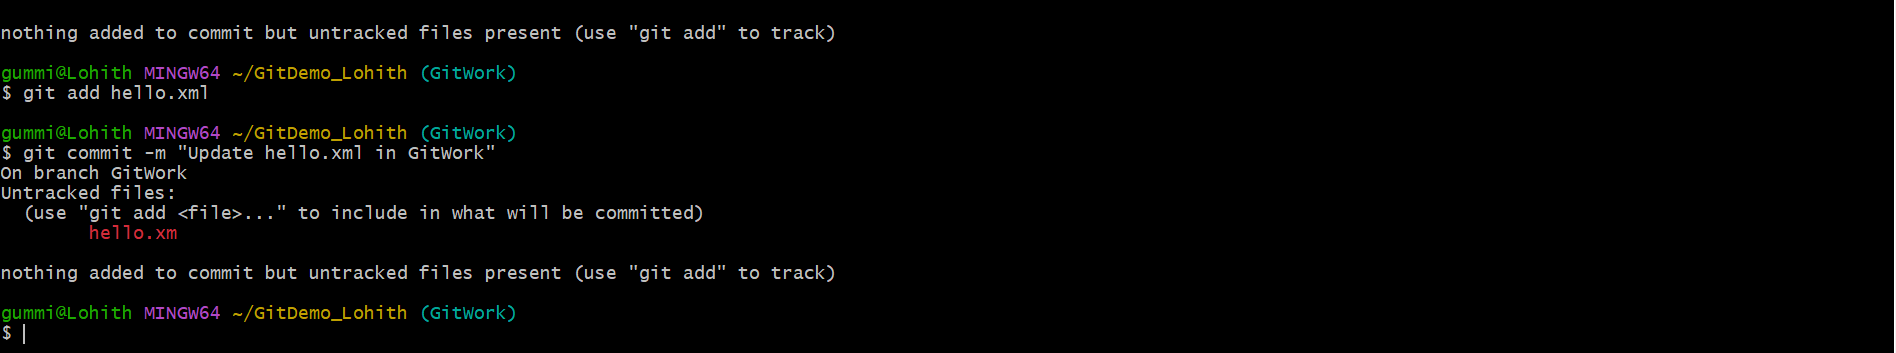 nothing added to commit but untracked files present (use "git add" to track)
gummi@Lohith MINGW64 ~/GitDemo_Lohith (GitWork)
$ git add hello.xml
gummi@Lohith MINGW64 ~/GitDemo_Lohith (GitWork)
$ git commit -m "Update hello.xml in GitWork"
On branch GitWork
Untracked files:
  (use "git add <file>..." to include in what will be committed)
        hello.xm
nothing added to commit but untracked files present (use "git add" to track)
gummi@Lohith MINGW64 ~/GitDemo_Lohith (GitWork)
$